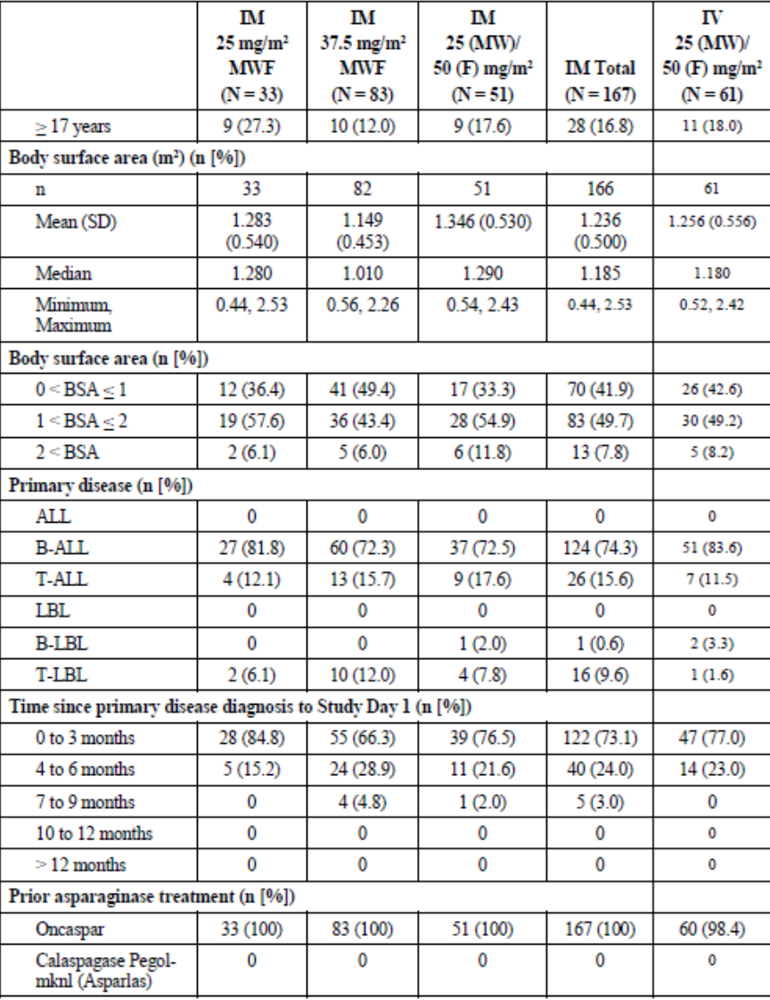 IM 25 mg/m² MWF (N = 33) IM 37.5 mg/m² MWF (N = 83) IM 25 (MW)/ 50 (F) mg/m² (N = 51) IM Total (N = 167) IV 25 (MW)/ 50 (F) mg/m² (N = 61)
≥ 17 years 9 (27.3) 10 (12.0) 9 (17.6) 28 (16.8) 11 (18.0)
Body surface area (m²) (n [%])
n 33 82 51 166 61
Mean (SD) 1.283 (0.540) 1.149 (0.453) 1.346 (0.530) 1.236 (0.500) 1.256 (0.556)
Median 1.280 1.010 1.290 1.185 1.180
Minimum, Maximum 0.44, 2.53 0.56, 2.26 0.54, 2.43 0.44, 2.53 0.52, 2.42
Body surface area (n [%])
0 < BSA ≤ 1 12 (36.4) 41 (49.4) 17 (33.3) 70 (41.9) 26 (42.6)
1 < BSA ≤ 2 19 (57.6) 36 (43.4) 28 (54.9) 83 (49.7) 30 (49.2)
2 < BSA 2 (6.1) 5 (6.0) 6 (11.8) 13 (7.8) 5 (8.2)
Primary disease (n [%])
ALL 0 0 0 0 0
B-ALL 27 (81.8) 60 (72.3) 37 (72.5) 124 (74.3) 51 (83.6)
T-ALL 4 (12.1) 13 (15.7) 9 (17.6) 26 (15.6) 7 (11.5)
LBL 0 0 0 0 0
B-LBL 0 0 1 (2.0) 1 (0.6) 2 (3.3)
T-LBL 2 (6.1) 10 (12.0) 4 (7.8) 16 (9.6) 1 (1.6)
Time since primary disease diagnosis to Study Day 1 (n [%])
0 to 3 months 28 (84.8) 55 (66.3) 39 (76.5) 122 (73.1) 47 (77.0)
4 to 6 months 5 (15.2) 24 (28.9) 11 (21.6) 40 (24.0) 14 (23.0)
7 to 9 months 0 4 (4.8) 1 (2.0) 5 (3.0) 0
10 to 12 months 0 0 0 0 0
> 12 months 0 0 0 0 0
Prior asparaginase treatment (n [%])
Oncaspar 33 (100) 83 (100) 51 (100) 167 (100) 60 (98.4)
Calaspagase Pegol-mknl (Asparlas) 0 0 0 0 0